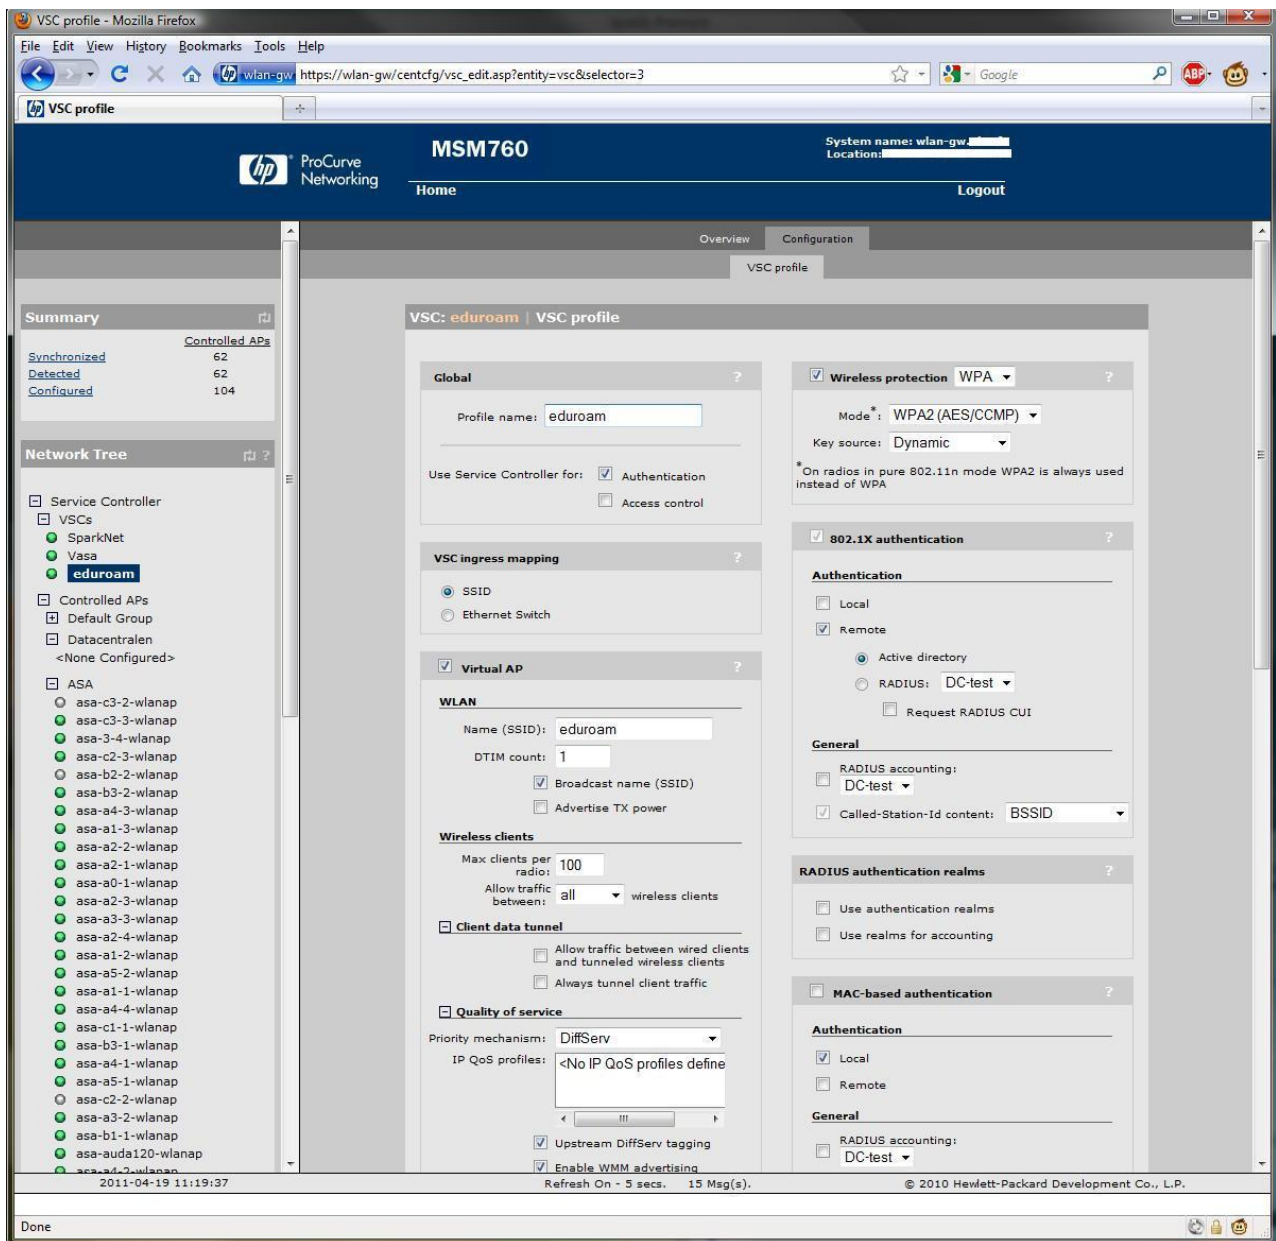 VSC profile - Mozilla Firefox
File Edit View History Bookmarks Tools Help
wlan-gw https://wlan-gw/centcfg/vsc_edit.asp?entity=vsc&selector=3
Google
ABP
VSC profile
hp ProCurve Networking
MSM760
System name: wlan-gw.
Location:
Home
Logout
Overview
Configuration
VSC profile
Summary
Controlled APs
Synchronized 62
Detected 62
Configured 104
Network Tree ?
Service Controller
VSCs
SparkNet
Vasa
eduroam
Controlled APs
Default Group
Datacentralen
<None Configured>
ASA
asa-c3-2-wlanap
asa-c3-3-wlanap
asa-3-4-wlanap
asa-c2-3-wlanap
asa-b2-2-wlanap
asa-b3-2-wlanap
asa-a4-3-wlanap
asa-a1-3-wlanap
asa-a2-2-wlanap
asa-a2-1-wlanap
asa-a0-1-wlanap
asa-a2-3-wlanap
asa-a3-3-wlanap
asa-a2-4-wlanap
asa-a1-2-wlanap
asa-a5-2-wlanap
asa-a1-1-wlanap
asa-a4-4-wlanap
asa-c1-1-wlanap
asa-b3-1-wlanap
asa-a4-1-wlanap
asa-a5-1-wlanap
asa-c2-2-wlanap
asa-a3-2-wlanap
asa-b1-1-wlanap
asa-auda120-wlanap
asa-a4-2-wlanap
VSC: eduroam | VSC profile
Global ?
Profile name: eduroam
Use Service Controller for: Authentication
Access control
VSC ingress mapping ?
SSID
Ethernet Switch
Virtual AP ?
WLAN
Name (SSID): eduroam
DTIM count: 1
Broadcast name (SSID)
Advertise TX power
Wireless clients
Max clients per
radio: 100
Allow traffic
between: all wireless clients
Client data tunnel
Allow traffic between wired clients
and tunneled wireless clients
Always tunnel client traffic
Quality of service
Priority mechanism: DiffServ
IP QoS profiles: <No IP QoS profiles define
Upstream DiffServ tagging
Enable WMM advertising
Wireless protection WPA ?
Mode*: WPA2 (AES/CCMP)
Key source: Dynamic
*On radios in pure 802.11n mode WPA2 is always used
instead of WPA
802.1X authentication ?
Authentication
Local
Remote
Active directory
RADIUS: DC-test
Request RADIUS CUI
General
RADIUS accounting:
DC-test
Called-Station-Id content: BSSID
RADIUS authentication realms ?
Use authentication realms
Use realms for accounting
MAC-based authentication ?
Authentication
Local
Remote
General
RADIUS accounting:
DC-test
2011-04-19 11:19:37
Refresh On - 5 secs. 15 Msg(s).
© 2010 Hewlett-Packard Development Co., L.P.
Done